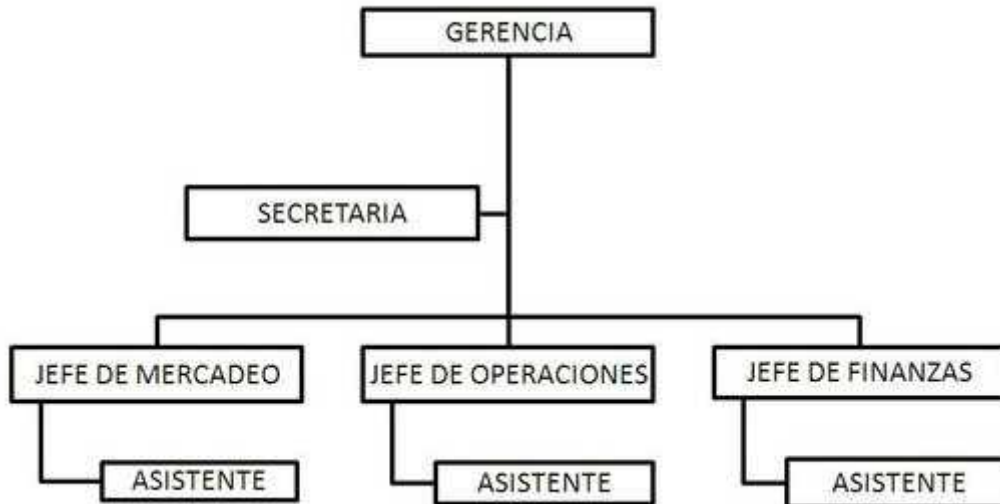 GERENCIA
SECRETARIA
JEFE DE MERCADEO
JEFE DE OPERACIONES
JEFE DE FINANZAS
ASISTENTE
ASISTENTE
ASISTENTE